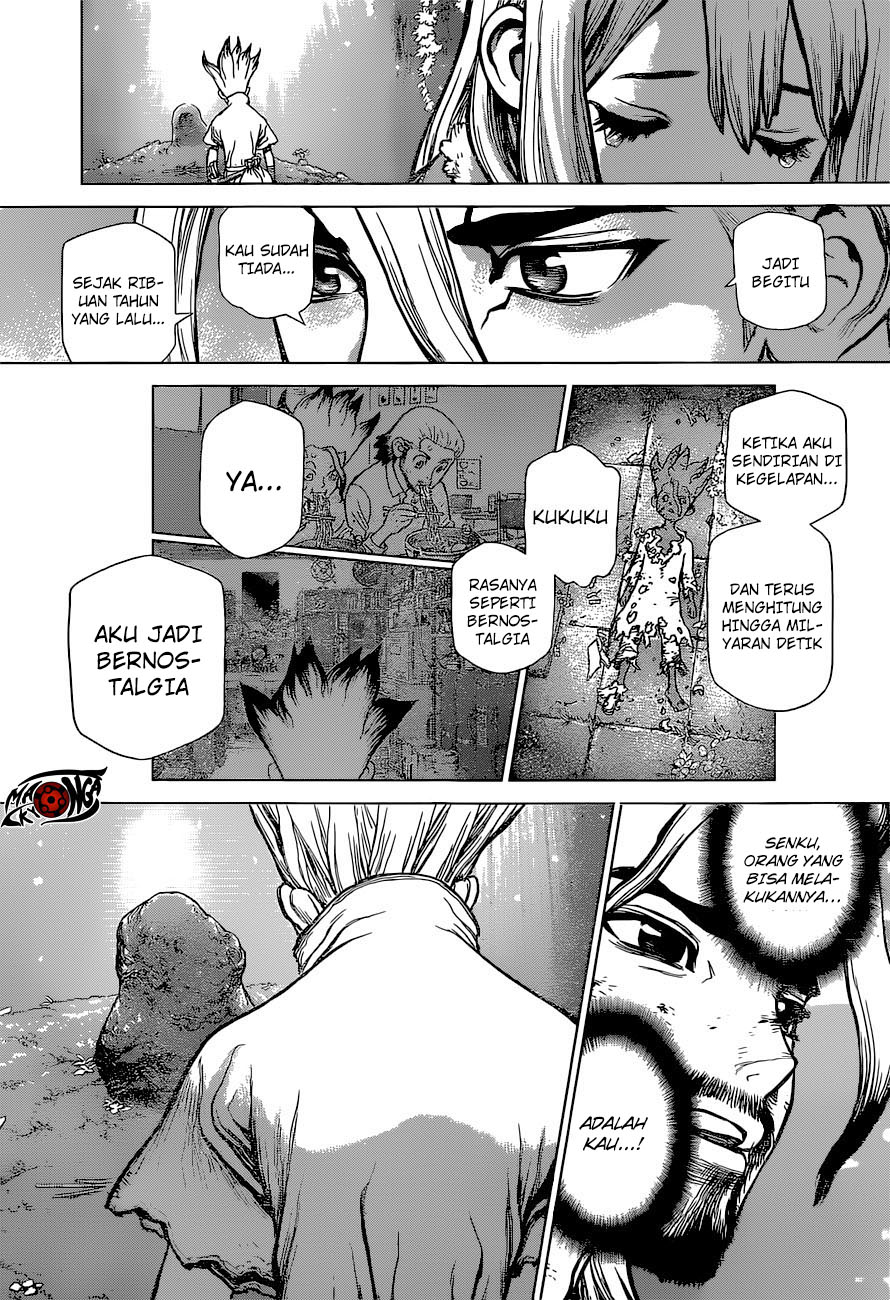 JADI
BEGITU
KAU SUDAH
TIADA...
SEJAK RIB-
UAN TAHUN
YANG LALU...
KETIKA AKU
SENDIRIAN DI
KEGELAPAN...
DAN TERUS
MENGHITUNG
HINGGA MIL-
YARAN DETIK
KUKUKU
RASANYA
SEPERTI
BERNOS-
TALGIA
YA...
AKU JADI
BERNOS-
TALGIA
MANGA
KYO
SENKU,
ORANG YANG
BISA MELA-
KUKANNYA...
ADALAH
KAU...!